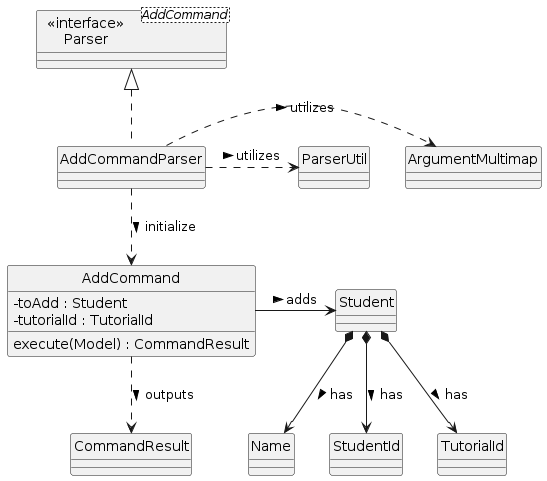 «interface»
Parser
AddCommand
utilizes
AddCommandParser
utilizes
ParserUtil
ArgumentMultimap
initialize
AddCommand
-toAdd : Student
-tutorialId : TutorialId
execute(Model) : CommandResult
adds
Student
outputs
has
has
has
CommandResult
Name
StudentId
TutorialId